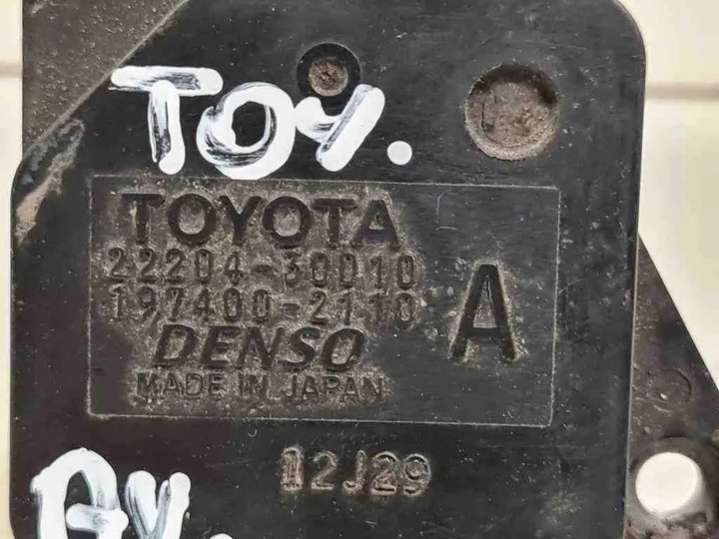 TOY.
TOYOTA
22204-30010
197400-2110
DENSO
MADE IN JAPAN
A
12J29